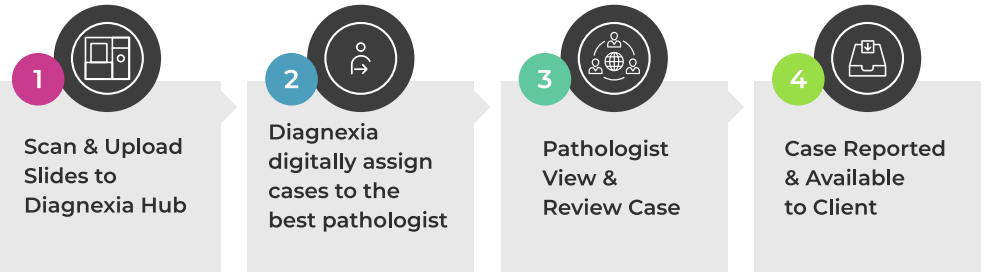 1
Scan & Upload
Slides to
Diagnexia Hub
2
Diagnexia
digitally assign
cases to the
best pathologist
3
Pathologist
View &
Review Case
4
Case Reported
& Available
to Client